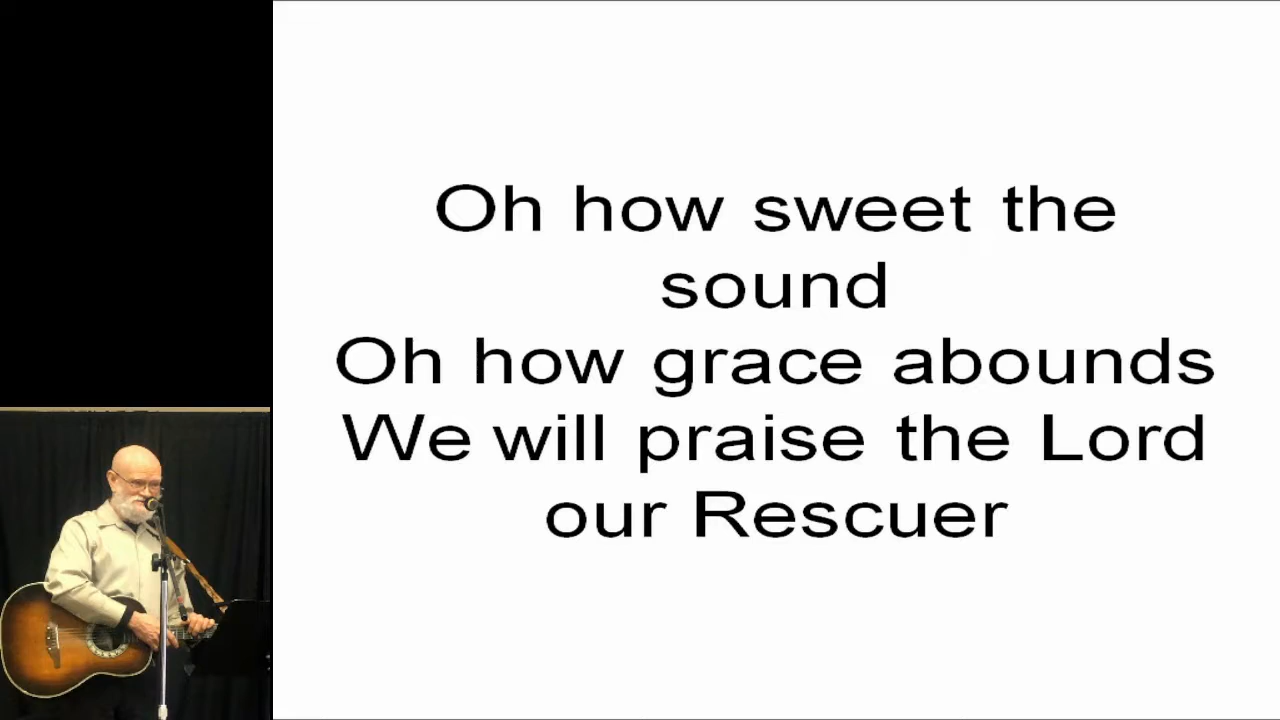 Oh how sweet the
sound
Oh how grace abounds
We will praise the Lord
our Rescuer